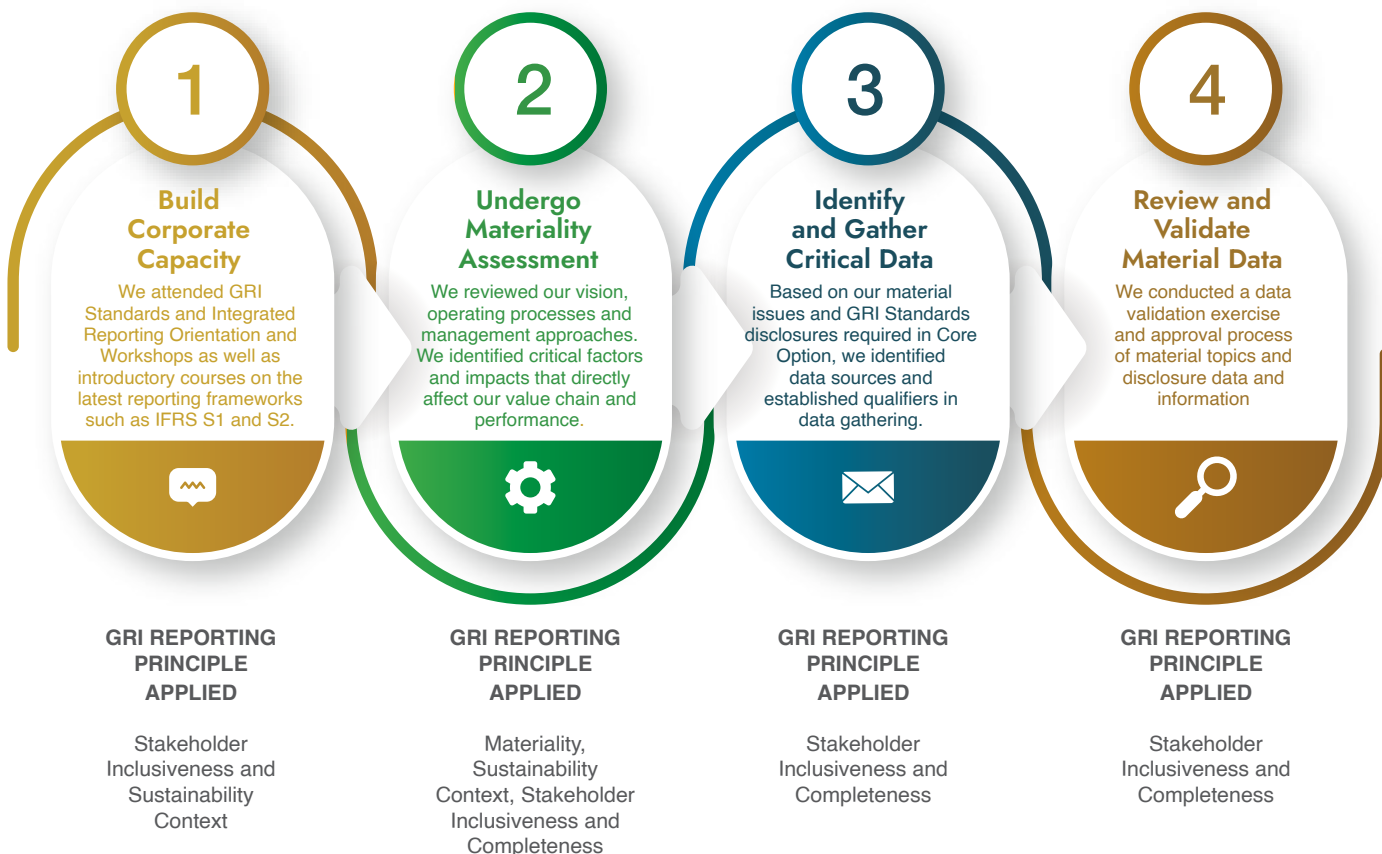 1
Build
Corporate
Capacity
We attended GRI
Standards and Integrated
Reporting Orientation and
Workshops as well as
introductory courses on the
latest reporting frameworks
such as IFRS S1 and S2.
GRI REPORTING
PRINCIPLE
APPLIED
Stakeholder
Inclusiveness and
Sustainability
Context
2
Undergo
Materiality
Assessment
We reviewed our vision,
operating processes and
management approaches.
We identified critical factors
and impacts that directly
affect our value chain and
performance.
GRI REPORTING
PRINCIPLE
APPLIED
Materiality,
Sustainability
Context, Stakeholder
Inclusiveness and
Completeness
3
Identify
and Gather
Critical Data
Based on our material
issues and GRI Standards
disclosures required in Core
Option, we identified
data sources and
established qualifiers in
data gathering.
GRI REPORTING
PRINCIPLE
APPLIED
Stakeholder
Inclusiveness and
Completeness
4
Review and
Validate
Material Data
We conducted a data
validation exercise
and approval process
of material topics and
disclosure data and
information
GRI REPORTING
PRINCIPLE
APPLIED
Stakeholder
Inclusiveness and
Completeness